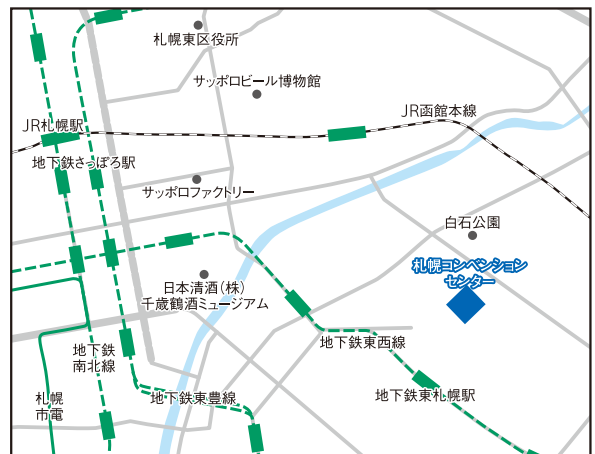 札幌東区役所
サッポロビール博物館
JR函館本線
JR札幌駅
地下鉄さっぽろ駅
サッポロファクトリー
白石公園
札幌コンベンション
センター
日本清酒（株）
千歳鶴酒ミュージアム
地下鉄東西線
地下鉄
南北線
地下鉄東豊線
地下鉄東札幌駅
札幌
市電